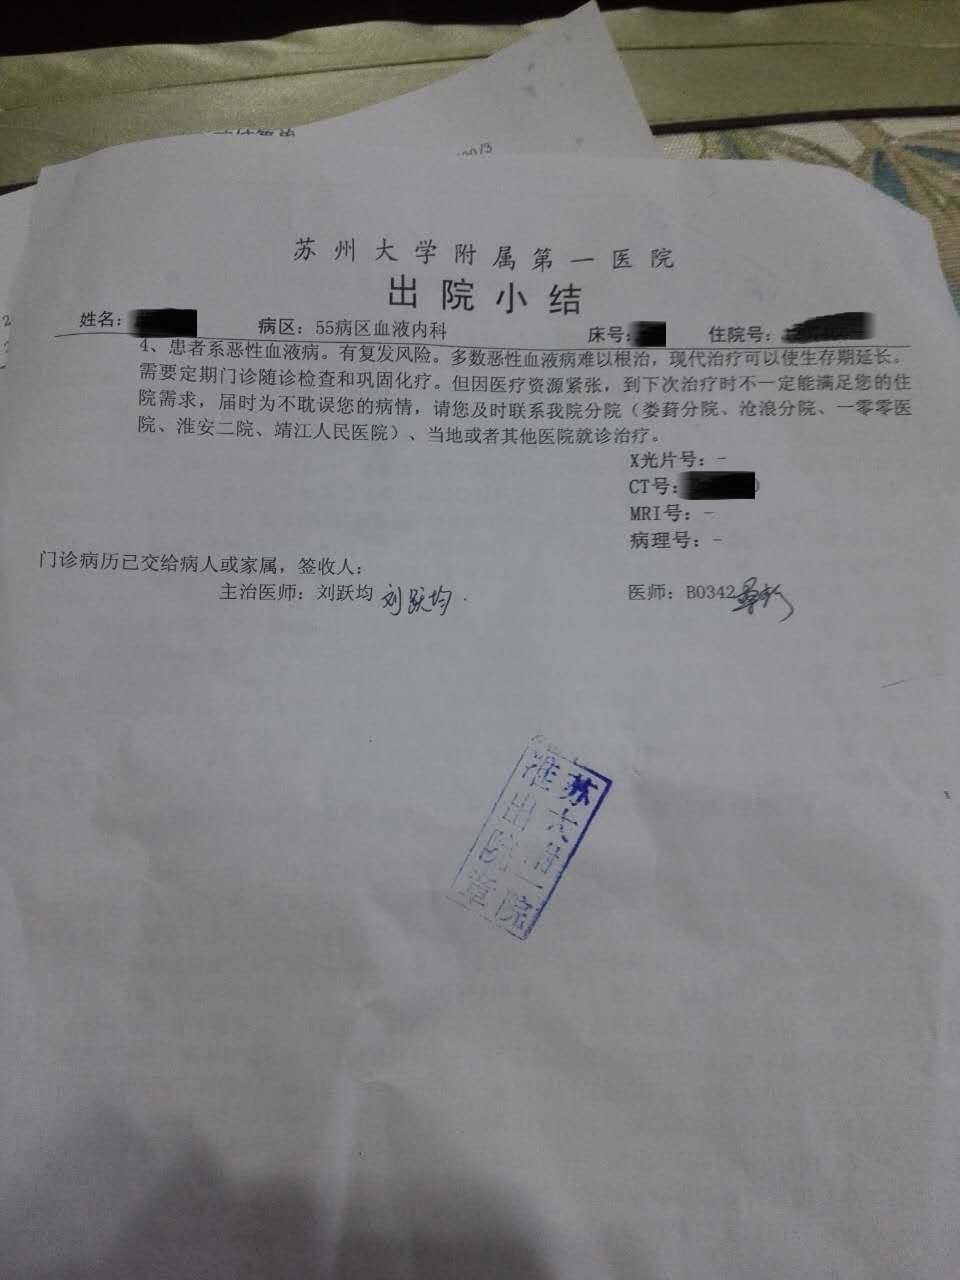 苏州大学附属第一医院
出院小结
姓名: 病区: 55病区血液内科 床号: 住院号:
4、患者系恶性血液病。有复发风险。多数恶性血液病难以根治，现代治疗可以使生存期延长。
需要定期门诊随诊检查和巩固化疗。但因医疗资源紧张，到下次治疗时不一定能满足您的住
院需求，届时为不耽误您的病情，请您及时联系我院分院（娄葑分院、沧浪分院、一零零医
院、淮安二院、靖江人民医院）、当地或者其他医院就诊治疗。
X光片号: -
CT号:
MRI号: -
病理号: -
门诊病历已交给病人或家属，签收人:
主治医师: 刘跃均 刘跃均
医师: B0342
苏大附一院
准出院章